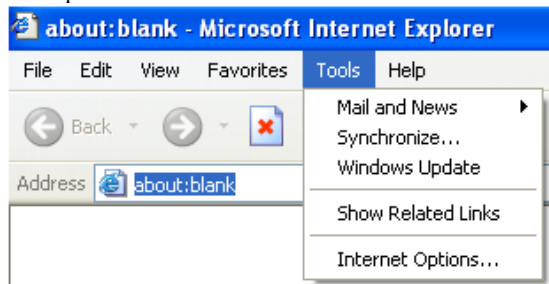 about:blank - Microsoft Internet Explorer
File Edit View Favorites Tools Help
Mail and News
Back
Synchronize...
Windows Update
Address about:blank
Show Related Links
Internet Options...